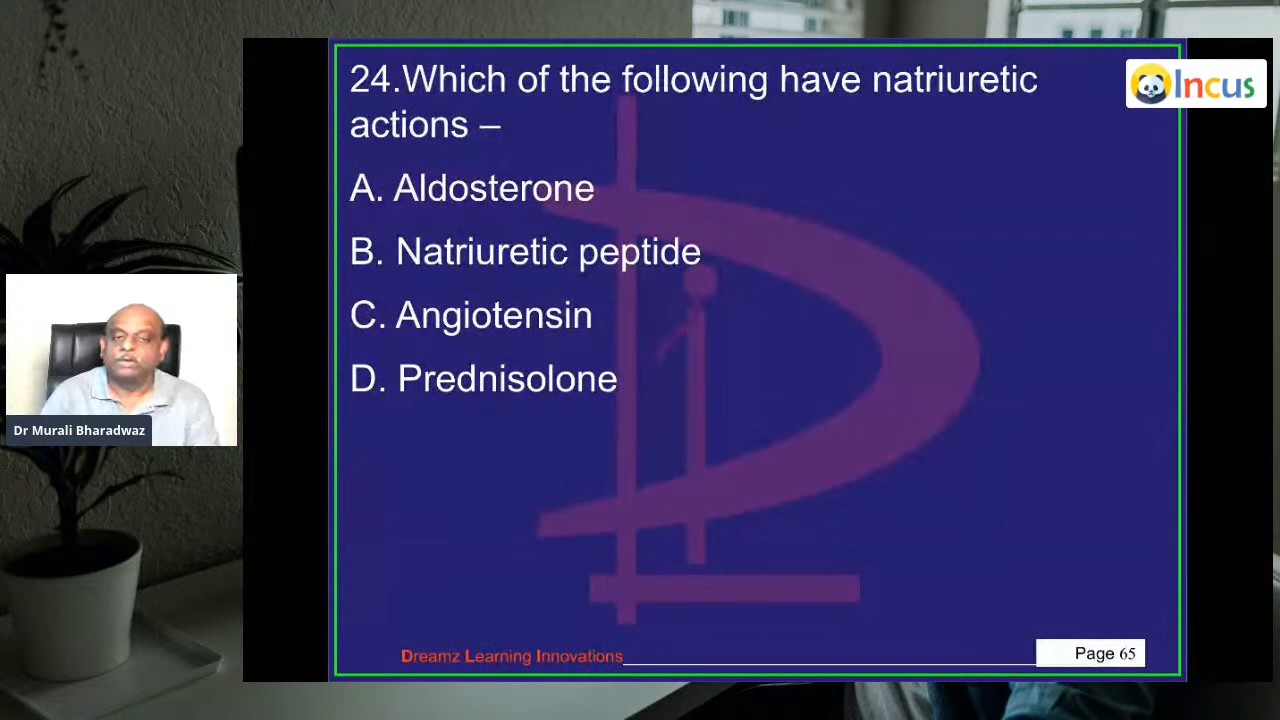 24.Which of the following have natriuretic
actions –
A. Aldosterone
B. Natriuretic peptide
C. Angiotensin
D. Prednisolone
Incus
Dr Murali Bharadwaz
Dreamz Learning Innovations
Page 65